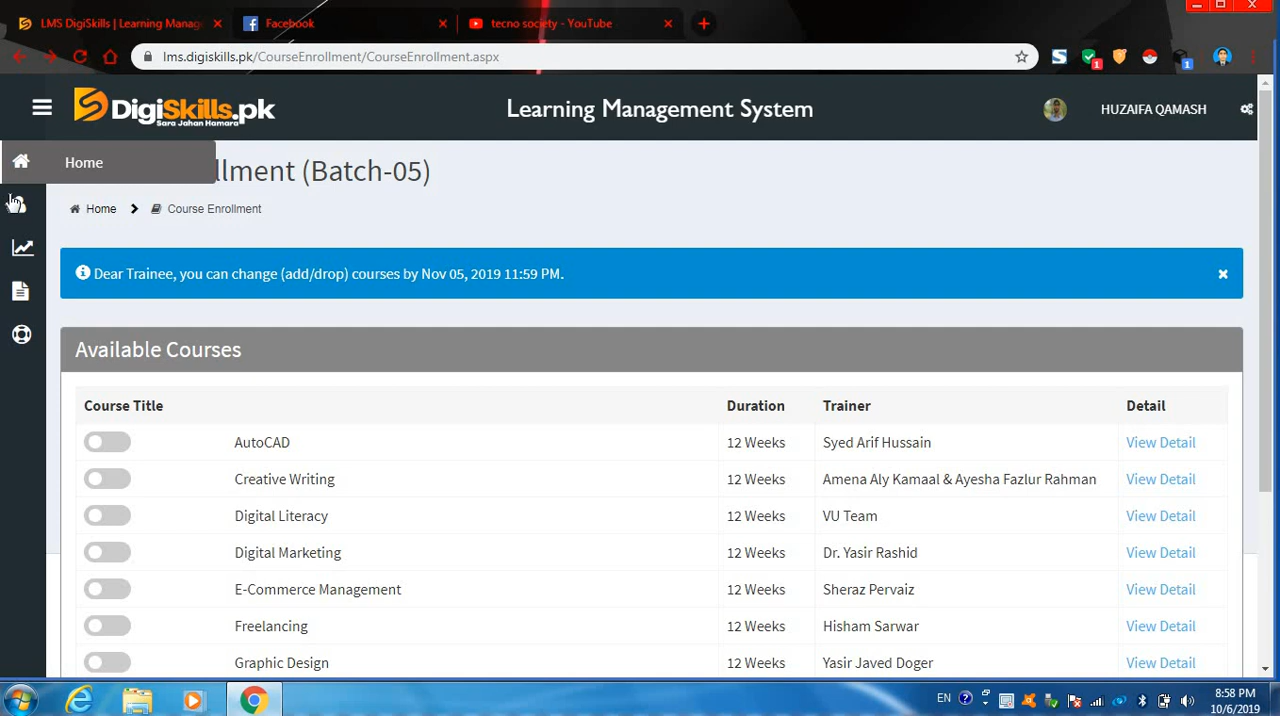 LMS DigiSkills | Learning Manag
Facebook
tecno society - YouTube
lms.digiskills.pk/CourseEnrollment/CourseEnrollment.aspx
1
1
DigiSkills.pk
Sara Jahan Hamara
Learning Management System
HUZAIFA QAMASH
Home
llment (Batch-05)
Home
Course Enrollment
Dear Trainee, you can change (add/drop) courses by Nov 05, 2019 11:59 PM.
Available Courses
Course Title Duration Trainer Detail
AutoCAD 12 Weeks Syed Arif Hussain View Detail
Creative Writing 12 Weeks Amena Aly Kamaal & Ayesha Fazlur Rahman View Detail
Digital Literacy 12 Weeks VU Team View Detail
Digital Marketing 12 Weeks Dr. Yasir Rashid View Detail
E-Commerce Management 12 Weeks Sheraz Pervaiz View Detail
Freelancing 12 Weeks Hisham Sarwar View Detail
Graphic Design 12 Weeks Yasir Javed Doger View Detail
EN
8:58 PM
10/6/2019